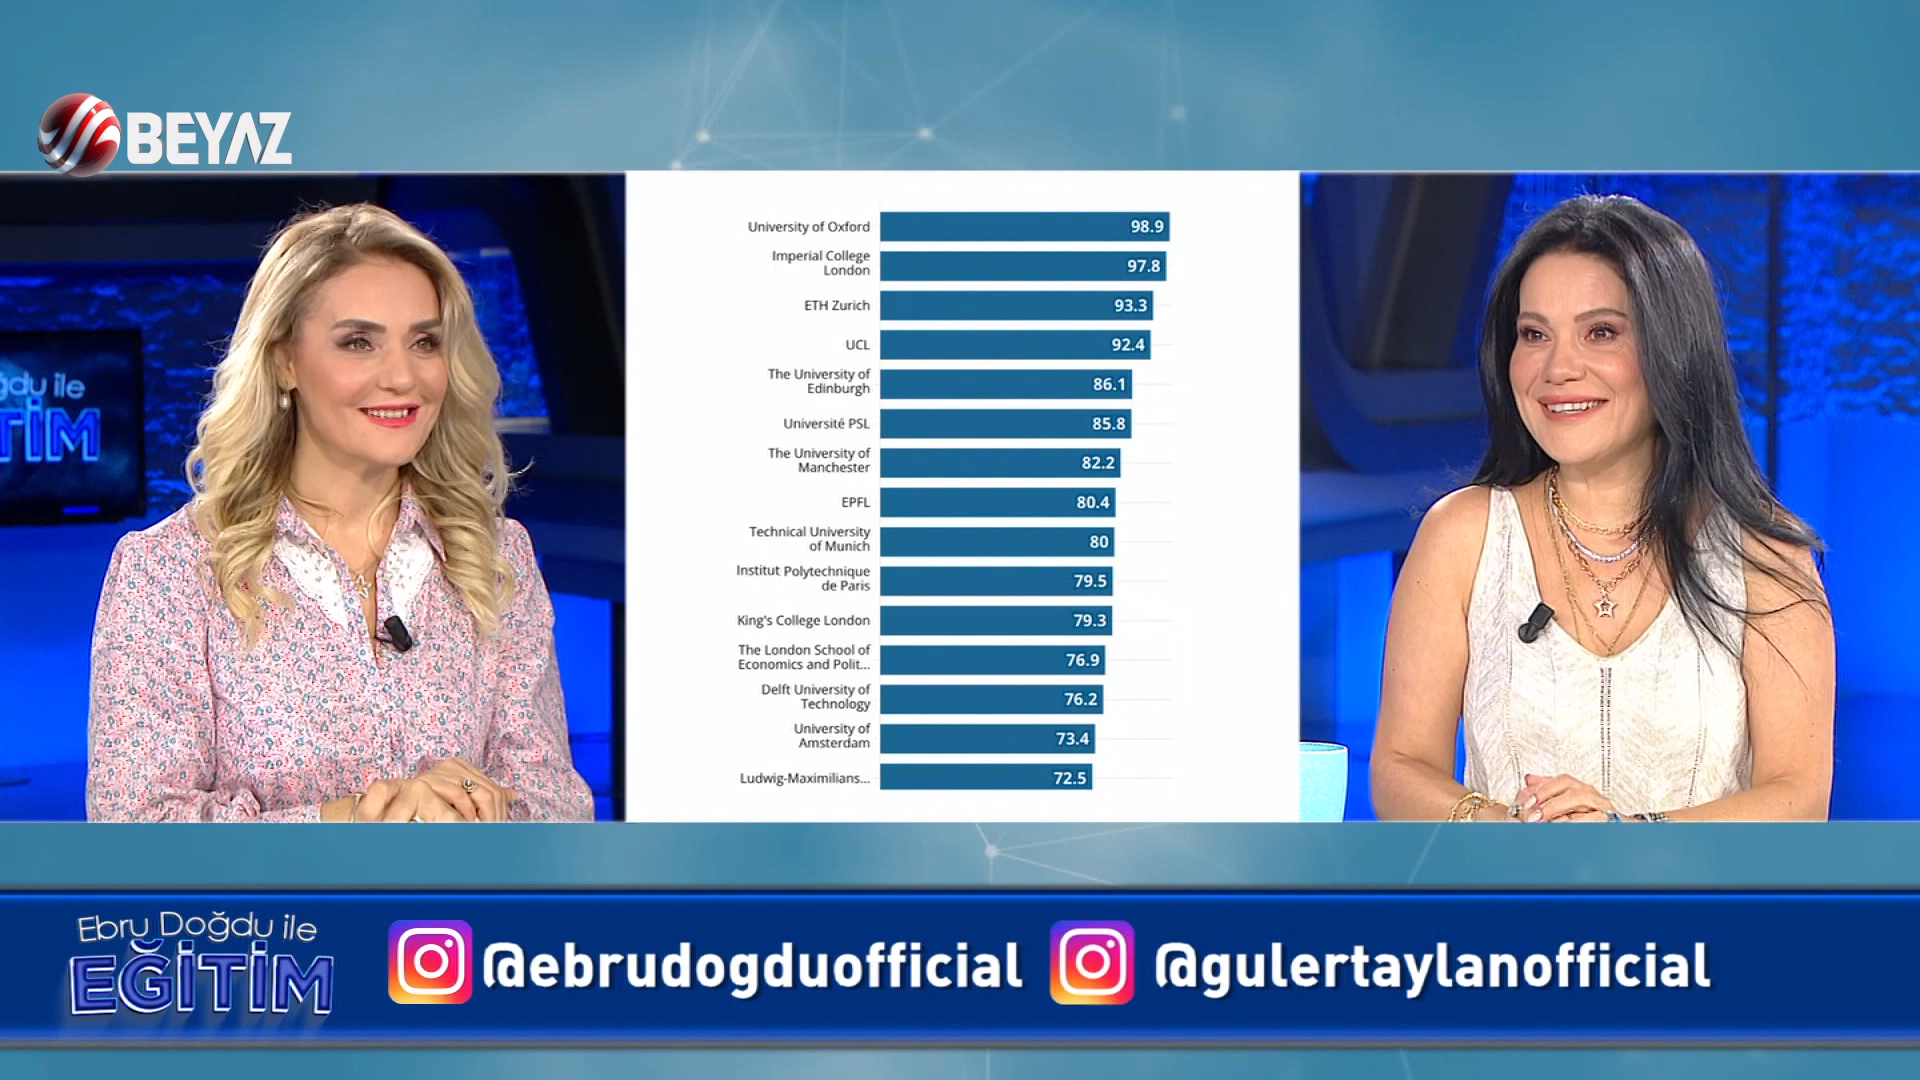 BEYAZ
ğdu ile
TİM
University of Oxford 98.9
Imperial College
London 97.8
ETH Zurich 93.3
UCL 92.4
The University of
Edinburgh 86.1
Université PSL 85.8
The University of
Manchester 82.2
EPFL 80.4
Technical University
of Munich 80
Institut Polytechnique
de Paris 79.5
King's College London 79.3
The London School of
Economics and Polit... 76.9
Delft University of
Technology 76.2
University of
Amsterdam 73.4
Ludwig-Maximilians... 72.5
Ebru Doğdu ile
EĞİTİM
@ebrudogduofficial
@gulertaylanofficial